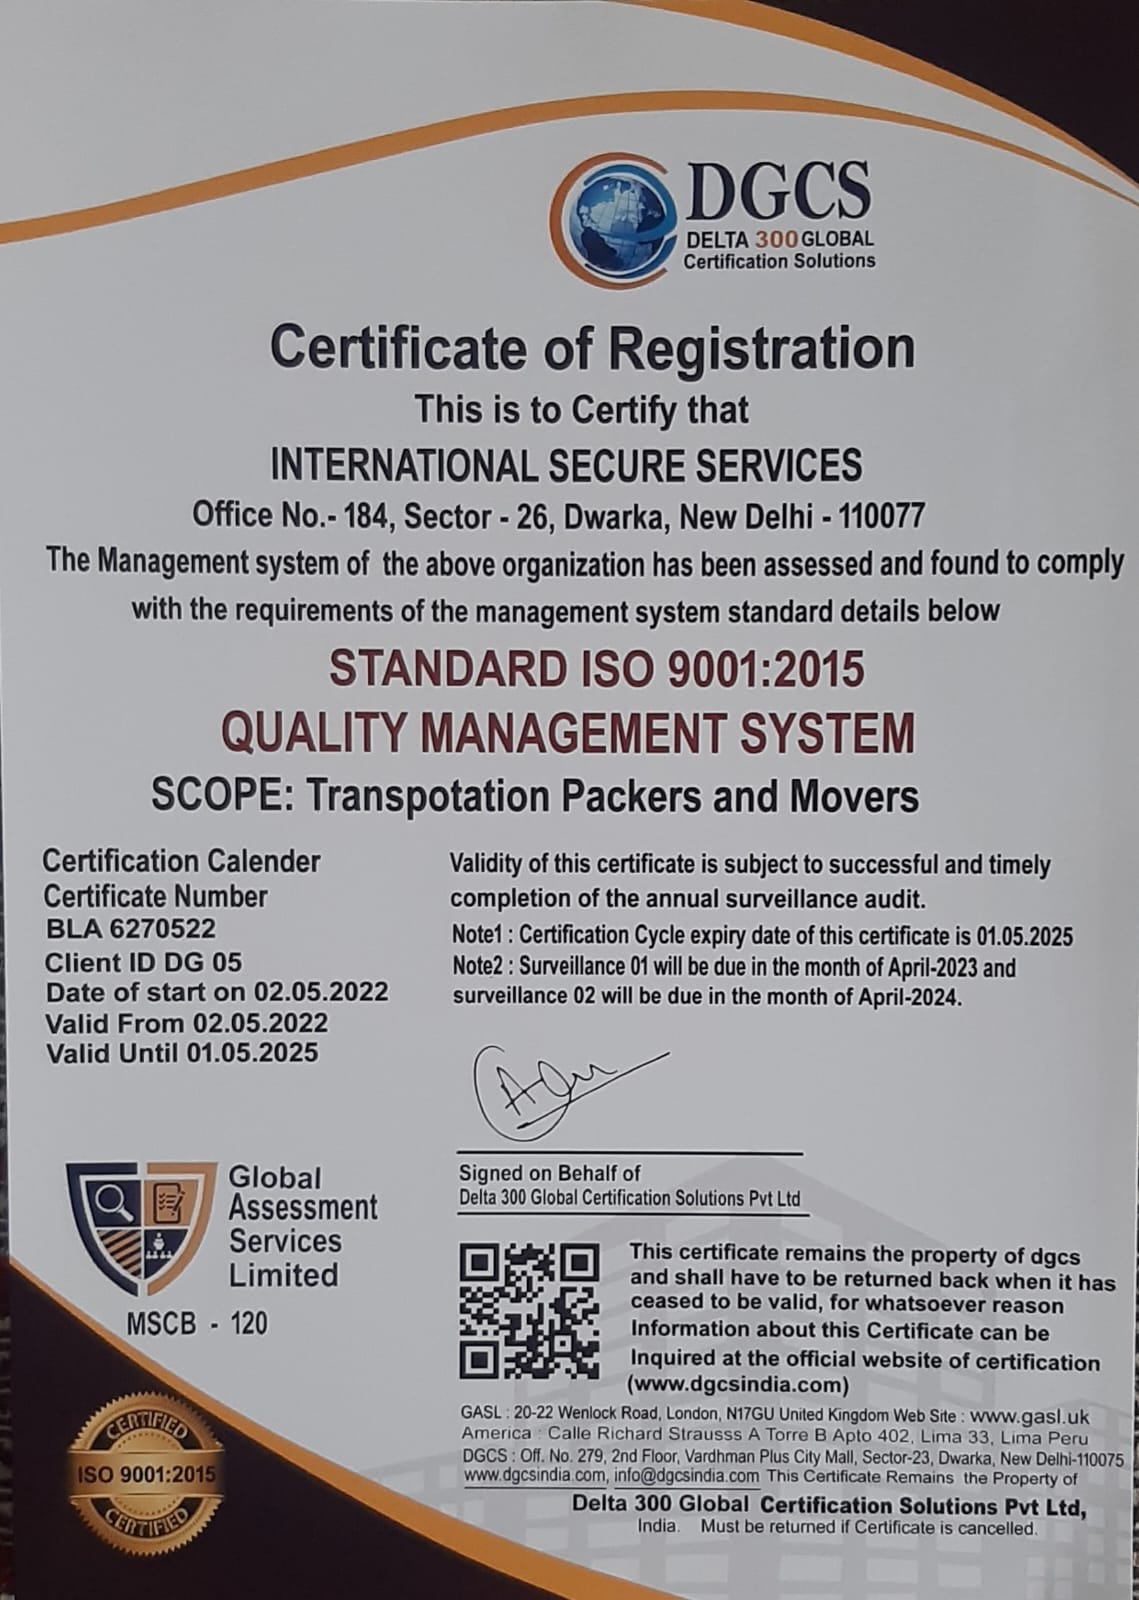 DGCS
DELTA 300 GLOBAL
Certification Solutions
Certificate of Registration
This is to Certify that
INTERNATIONAL SECURE SERVICES
Office No.- 184, Sector - 26, Dwarka, New Delhi - 110077
The Management system of the above organization has been assessed and found to comply
with the requirements of the management system standard details below
STANDARD ISO 9001:2015
QUALITY MANAGEMENT SYSTEM
SCOPE: Transpotation Packers and Movers
Certification Calender
Certificate Number
BLA 6270522
Client ID DG 05
Date of start on 02.05.2022
Valid From 02.05.2022
Valid Until 01.05.2025
Validity of this certificate is subject to successful and timely
completion of the annual surveillance audit.
Note1 : Certification Cycle expiry date of this certificate is 01.05.2025
Note2 : Surveillance 01 will be due in the month of April-2023 and
surveillance 02 will be due in the month of April-2024.
Signed on Behalf of
Delta 300 Global Certification Solutions Pvt Ltd
Global
Assessment
Services
Limited
MSCB - 120
This certificate remains the property of dgcs
and shall have to be returned back when it has
ceased to be valid, for whatsoever reason
Information about this Certificate can be
Inquired at the official website of certification
(www.dgcsindia.com)
CERTIFIED
ISO 9001:2015
CERTIFIED
GASL : 20-22 Wenlock Road, London, N17GU United Kingdom Web Site : www.gasl.uk
America : Calle Richard Strausss A Torre B Apto 402, Lima 33, Lima Peru
DGCS : Off. No. 279, 2nd Floor, Vardhman Plus City Mall, Sector-23, Dwarka, New Delhi-110075
www.dgcsindia.com, info@dgcsindia.com This Certificate Remains the Property of
Delta 300 Global Certification Solutions Pvt Ltd,
India. Must be returned if Certificate is cancelled.